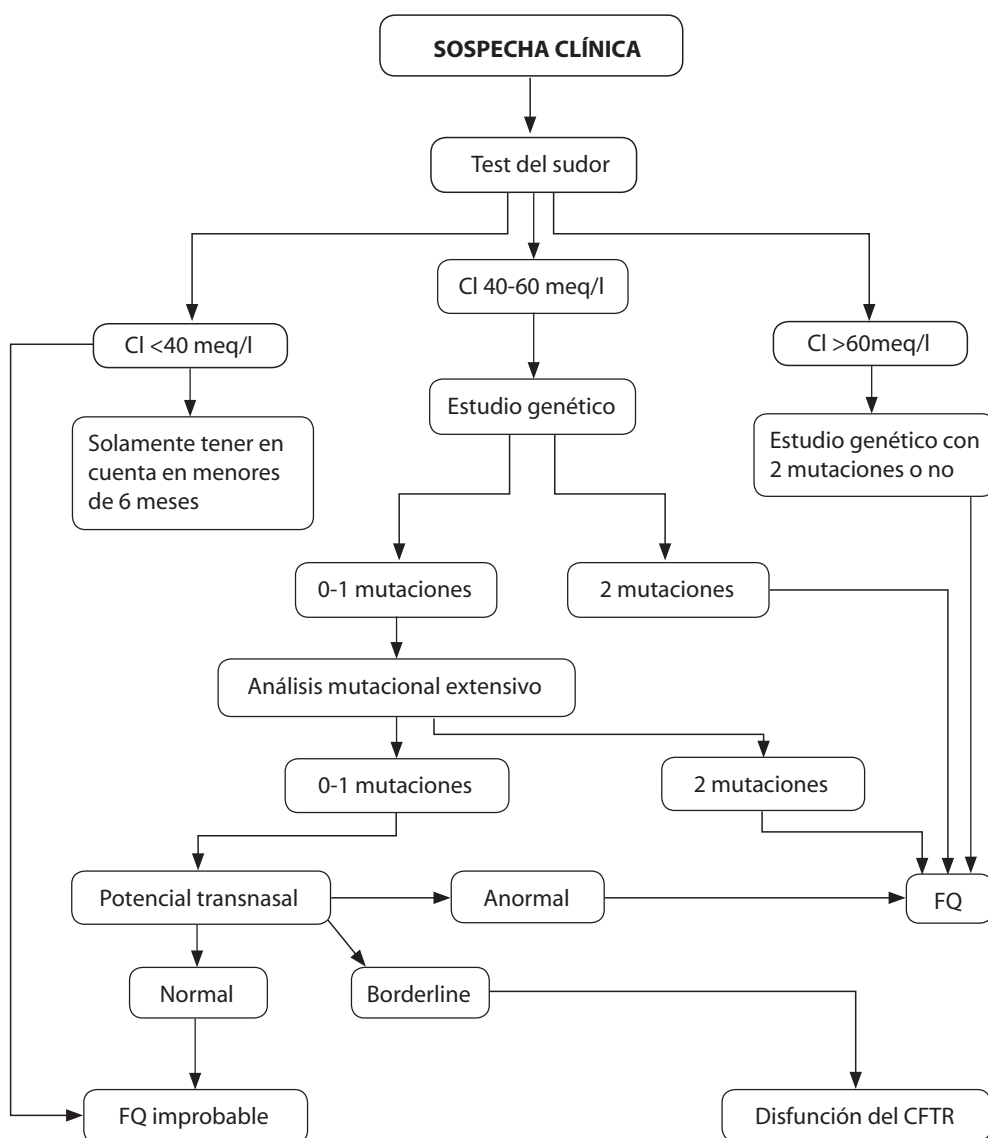 SOSPECHA CLÍNICA
Test del sudor
Cl 40-60 meq/l
Cl <40 meq/l
Cl >60meq/l
Estudio genético
Solamente tener en
cuenta en menores
de 6 meses
Estudio genético con
2 mutaciones o no
0-1 mutaciones
2 mutaciones
Análisis mutacional extensivo
0-1 mutaciones
2 mutaciones
Potencial transnasal
Anormal
FQ
Normal
Borderline
FQ improbable
Disfunción del CFTR